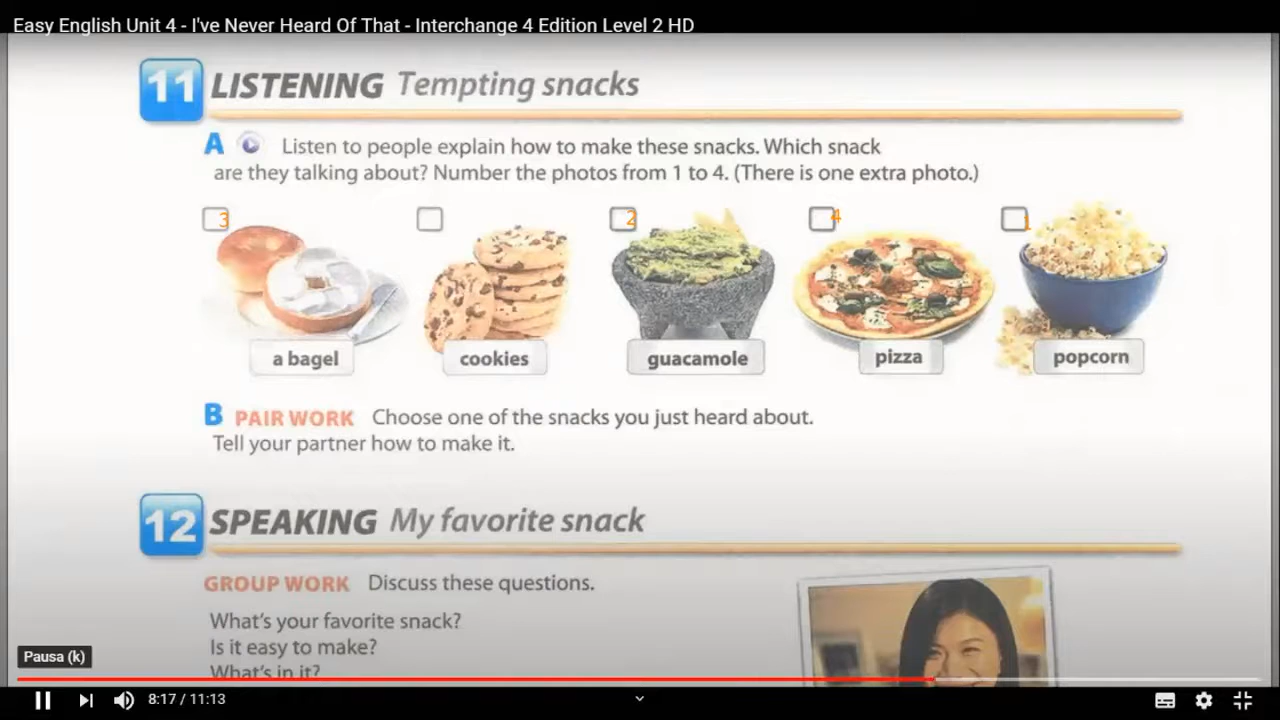 Easy English Unit 4 - I've Never Heard Of That - Interchange 4 Edition Level 2 HD
11 LISTENING Tempting snacks
A Listen to people explain how to make these snacks. Which snack
are they talking about? Number the photos from 1 to 4. (There is one extra photo.)
3 2 4 1
a bagel cookies guacamole pizza popcorn
B PAIR WORK Choose one of the snacks you just heard about.
Tell your partner how to make it.
12 SPEAKING My favorite snack
GROUP WORK Discuss these questions.
What's your favorite snack?
Is it easy to make?
What's in it?
Pausa (k)
8:17 / 11:13